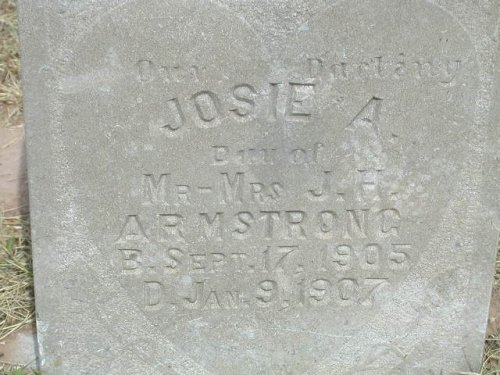 Our Darling
JOSIE A.
Dau of
MR-MRS J. H.
ARMSTRONG
B. SEPT. 17, 1905
D. JAN. 9, 1907